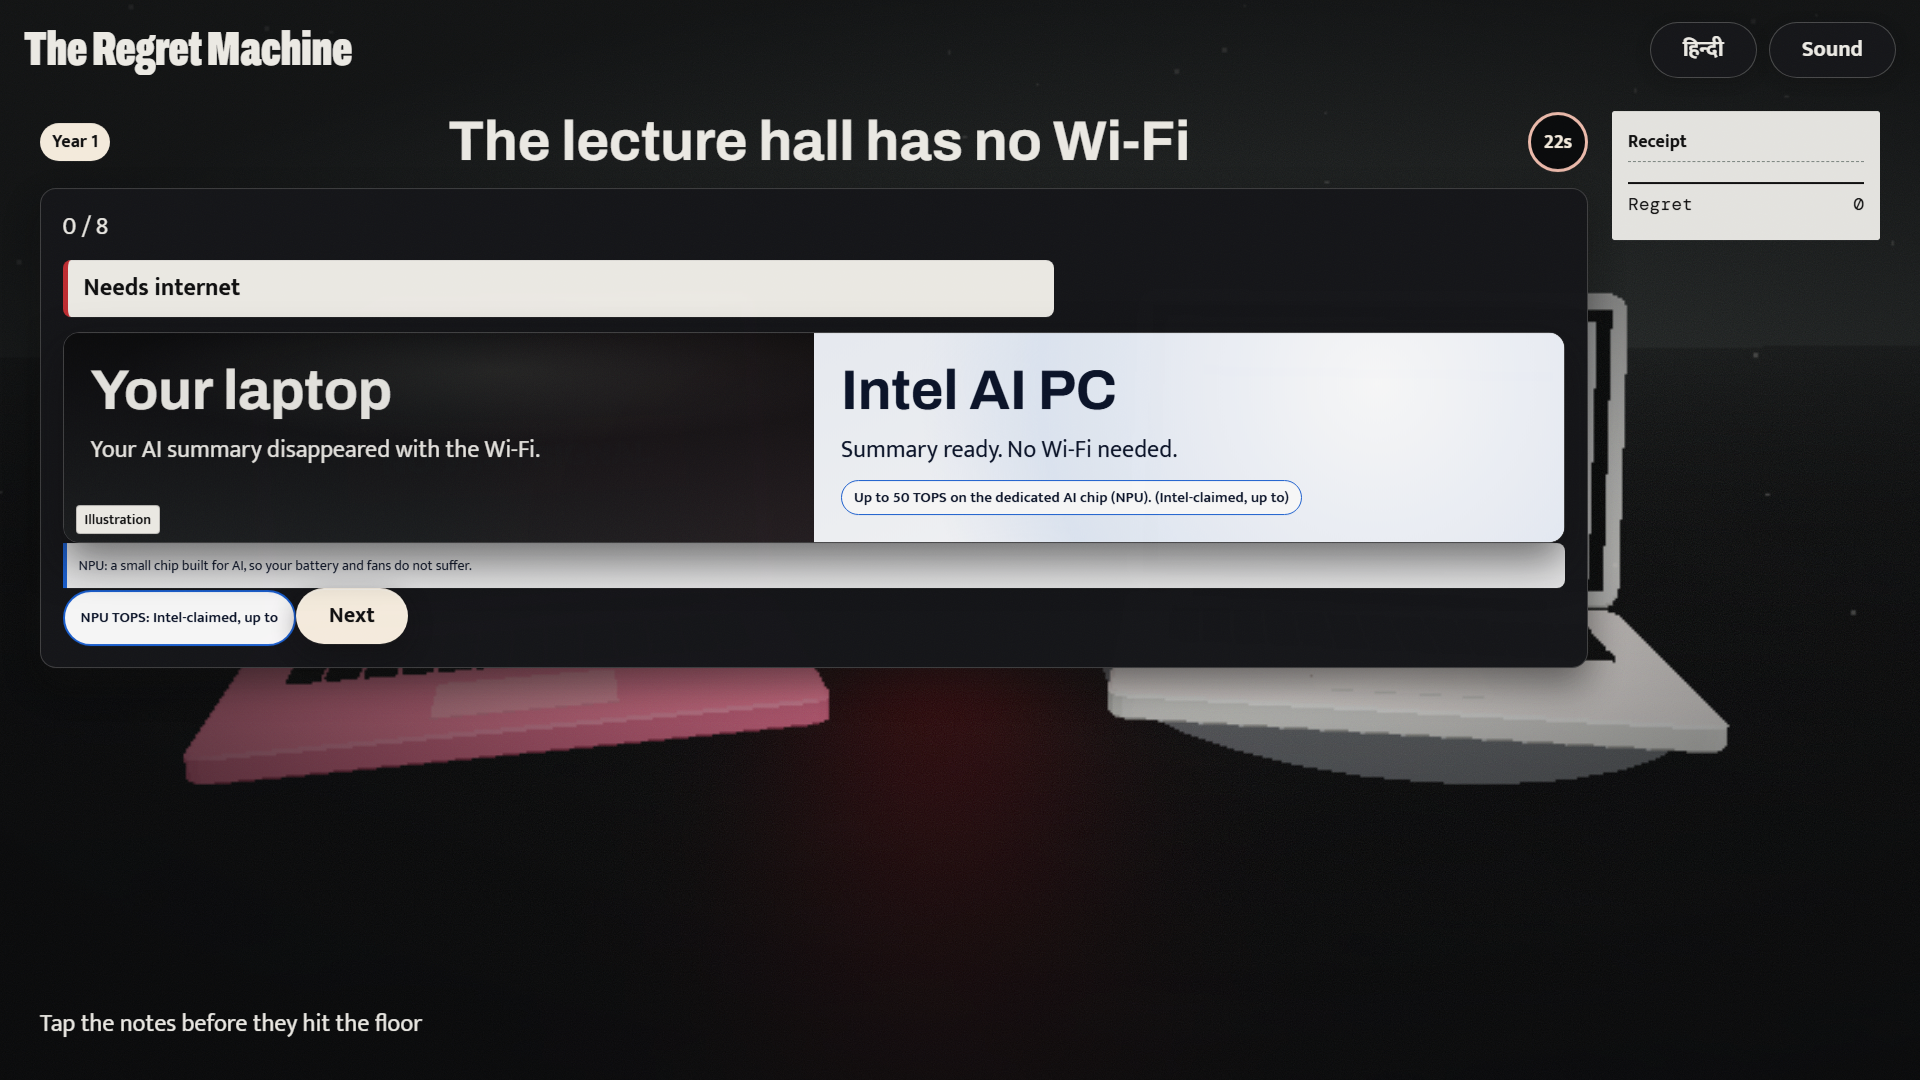 The Regret Machine
हिन्दी
Sound
Year 1
The lecture hall has no Wi-Fi
22s
Receipt
Regret 0
0 / 8
Needs internet
Your laptop
Your AI summary disappeared with the Wi-Fi.
Illustration
Intel AI PC
Summary ready. No Wi-Fi needed.
Up to 50 TOPS on the dedicated AI chip (NPU). (Intel-claimed, up to)
NPU: a small chip built for AI, so your battery and fans do not suffer.
NPU TOPS: Intel-claimed, up to
Next
Tap the notes before they hit the floor